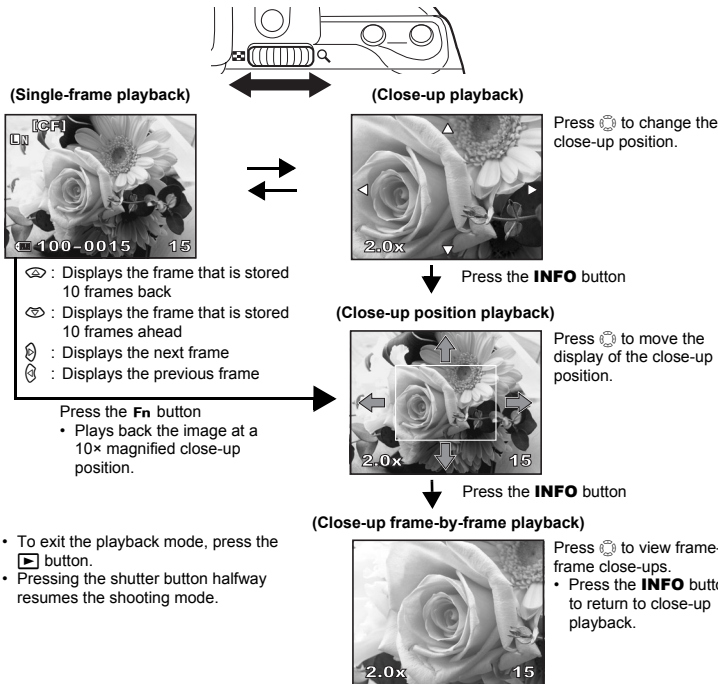 (Single-frame playback)
[CF]
LN
100-0015 15
: Displays the frame that is stored
10 frames back
: Displays the frame that is stored
10 frames ahead
: Displays the next frame
: Displays the previous frame
Press the Fn button
• Plays back the image at a
10× magnified close-up
position.
• To exit the playback mode, press the
button.
• Pressing the shutter button halfway
resumes the shooting mode.
(Close-up playback)
2.0x
Press to change the
close-up position.
Press the INFO button
(Close-up position playback)
2.0x 15
Press to move the
display of the close-up
position.
Press the INFO button
(Close-up frame-by-frame playback)
2.0x 15
Press to view frame-
frame close-ups.
• Press the INFO butto
to return to close-up
playback.